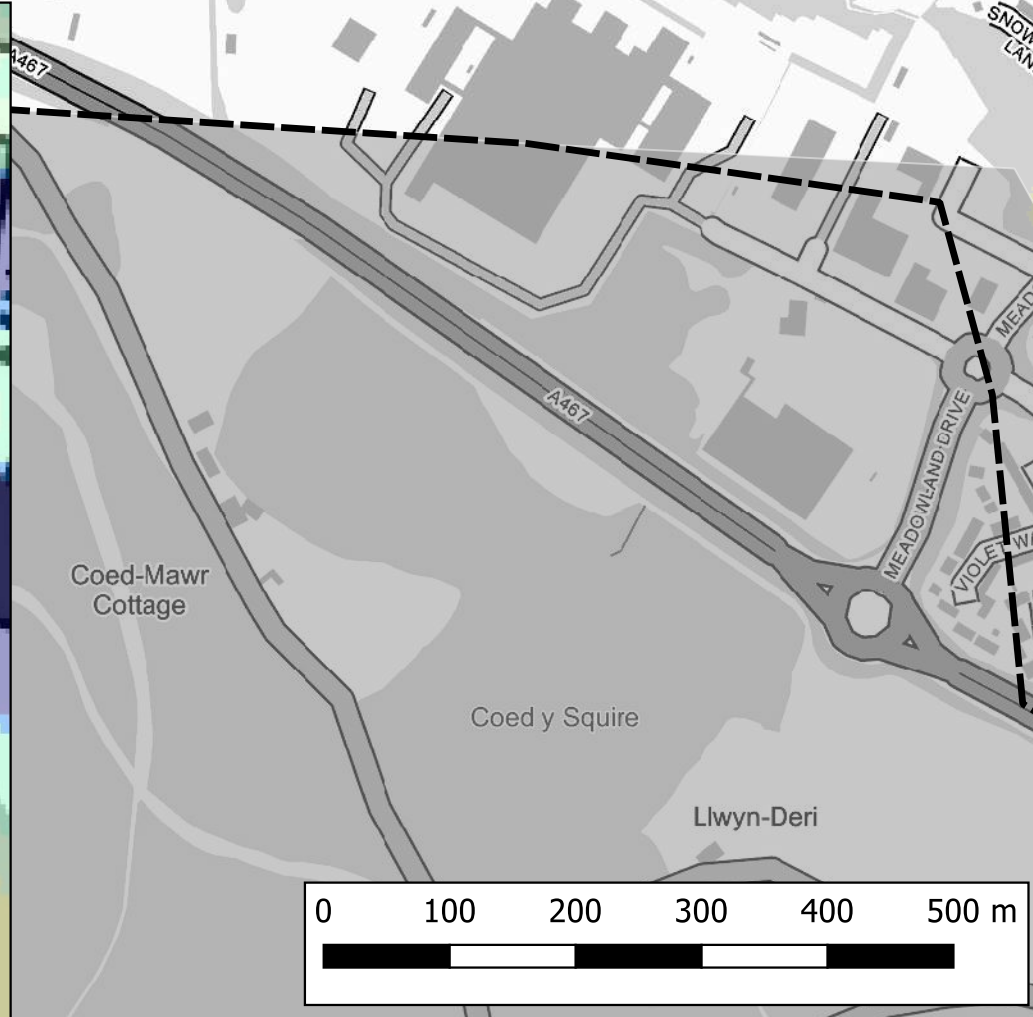 A467
A467
MEADOWLAND DRIVE
Coed-Mawr
Cottage
Coed y Squire
Llwyn-Deri
0 100 200 300 400 500 m